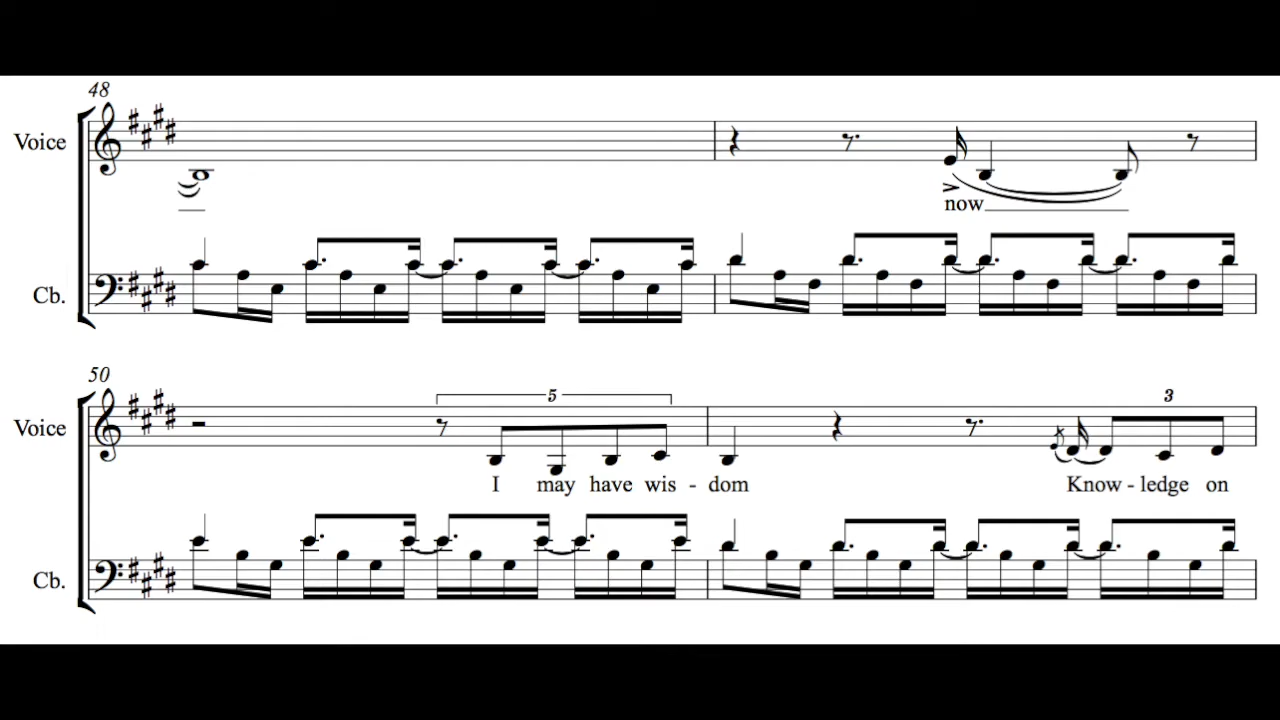 48
Voice
now
Cb.
50
5
3
Voice
I may have wis - dom Know - ledge on
Cb.